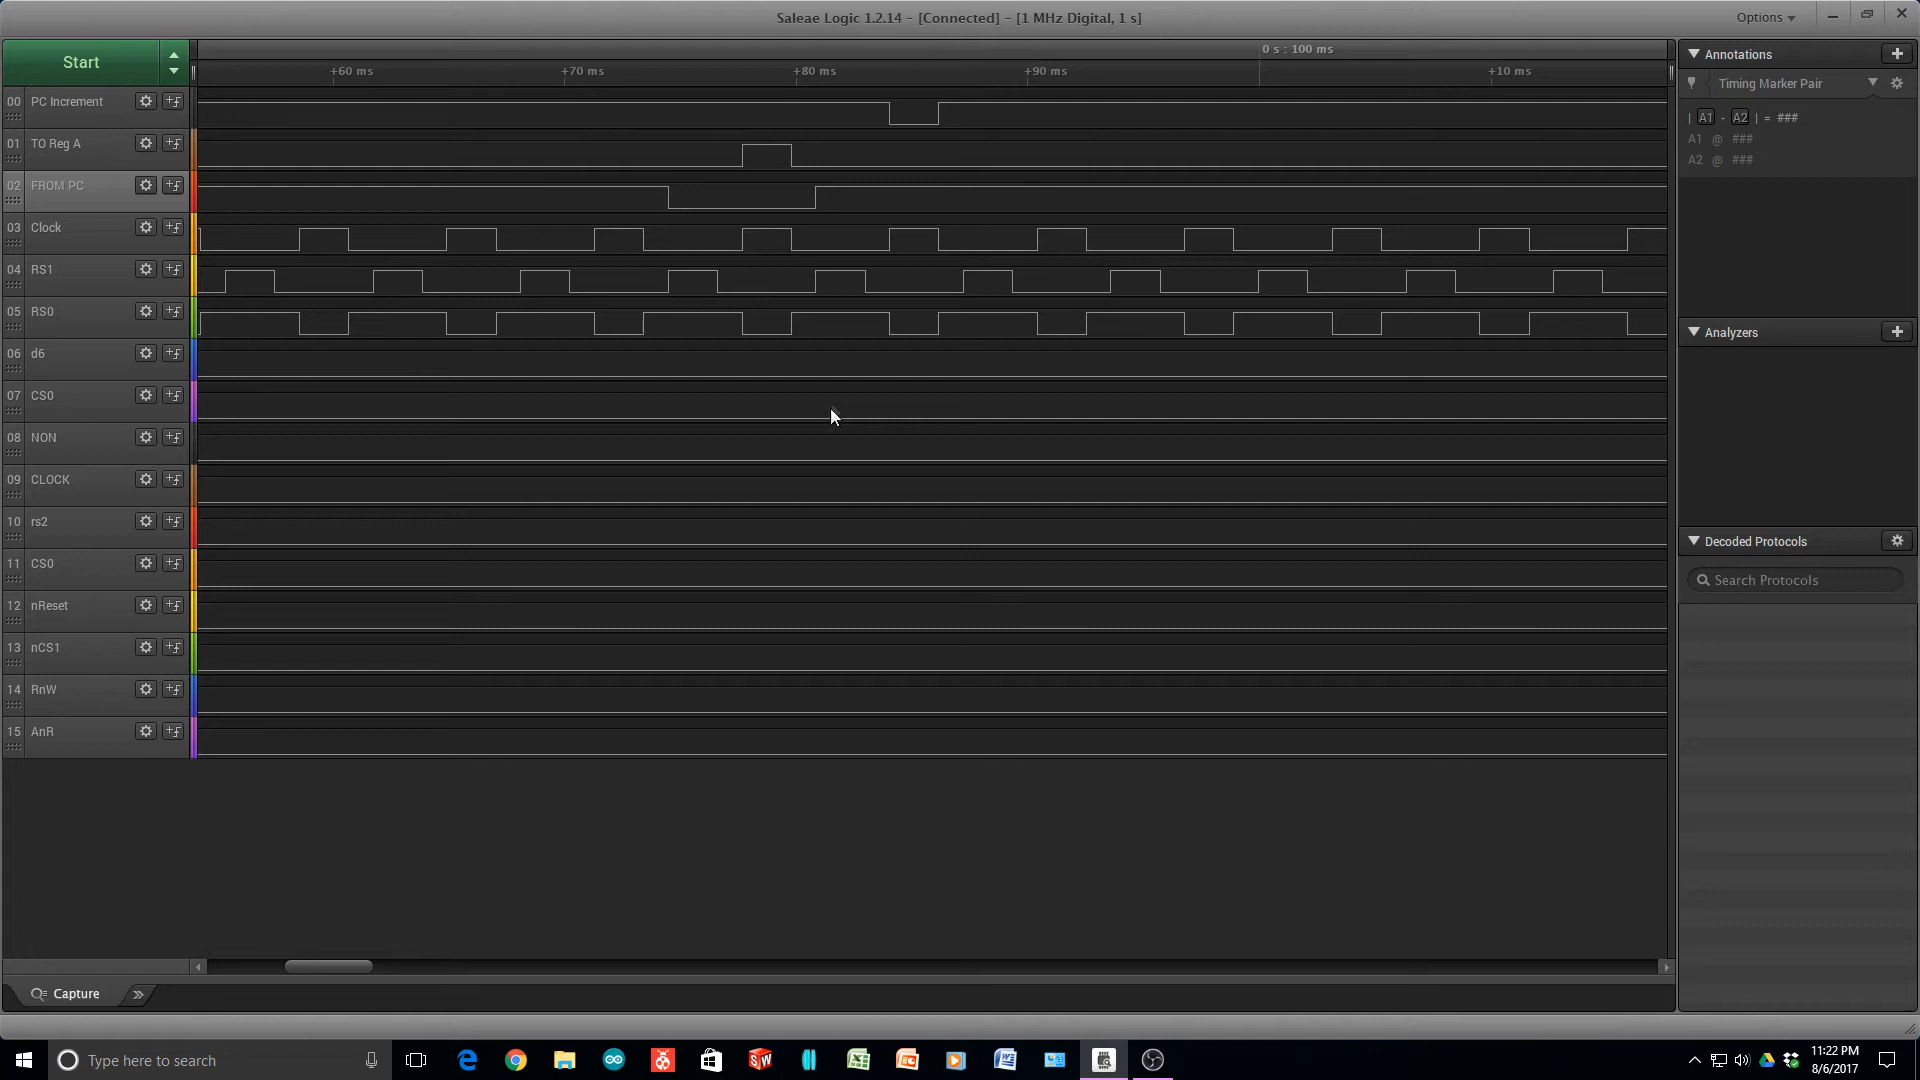 Saleae Logic 1.2.14 - [Connected] - [1 MHz Digital, 1 s]
Options
Start
0 s : 100 ms
+60 ms
+70 ms
+80 ms
+90 ms
+10 ms
00 PC Increment
01 TO Reg A
02 FROM PC
03 Clock
04 RS1
05 RS0
06 d6
07 CS0
08 NON
09 CLOCK
10 rs2
11 CS0
12 nReset
13 nCS1
14 RnW
15 AnR
Annotations
Timing Marker Pair
| A1 - A2 | = ###
A1 @ ###
A2 @ ###
Analyzers
Decoded Protocols
Search Protocols
Capture
Type here to search
11:22 PM
8/6/2017